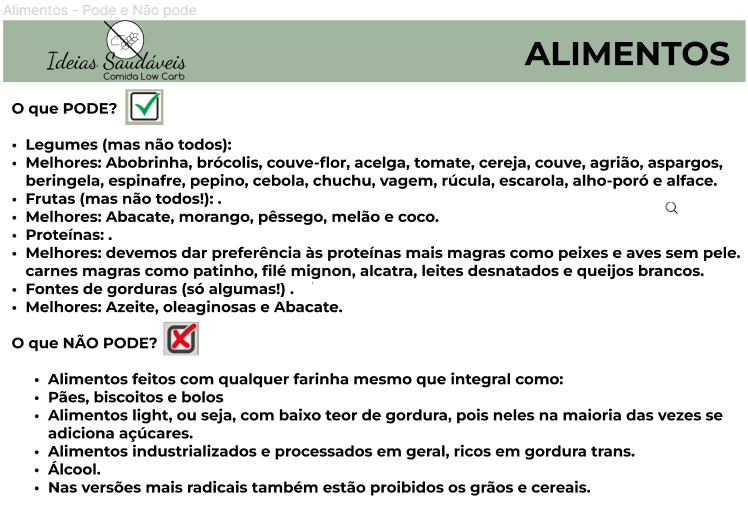 Alimentos - Pode e Não pode
Ideias Saudáveis
Comida Low Carb
ALIMENTOS
O que PODE?
• Legumes (mas não todos):
• Melhores: Abobrinha, brócolis, couve-flor, acelga, tomate, cereja, couve, agrião, aspargos,
beringela, espinafre, pepino, cebola, chuchu, vagem, rúcula, escarola, alho-poró e alface.
• Frutas (mas não todos!): .
• Melhores: Abacate, morango, pêssego, melão e coco.
• Proteínas: .
• Melhores: devemos dar preferência às proteínas mais magras como peixes e aves sem pele.
carnes magras como patinho, filé mignon, alcatra, leites desnatados e queijos brancos.
• Fontes de gorduras (só algumas!) .
• Melhores: Azeite, oleaginosas e Abacate.
O que NÃO PODE?
• Alimentos feitos com qualquer farinha mesmo que integral como:
• Pães, biscoitos e bolos
• Alimentos light, ou seja, com baixo teor de gordura, pois neles na maioria das vezes se
adiciona açúcares.
• Alimentos industrializados e processados em geral, ricos em gordura trans.
• Álcool.
• Nas versões mais radicais também estão proibidos os grãos e cereais.